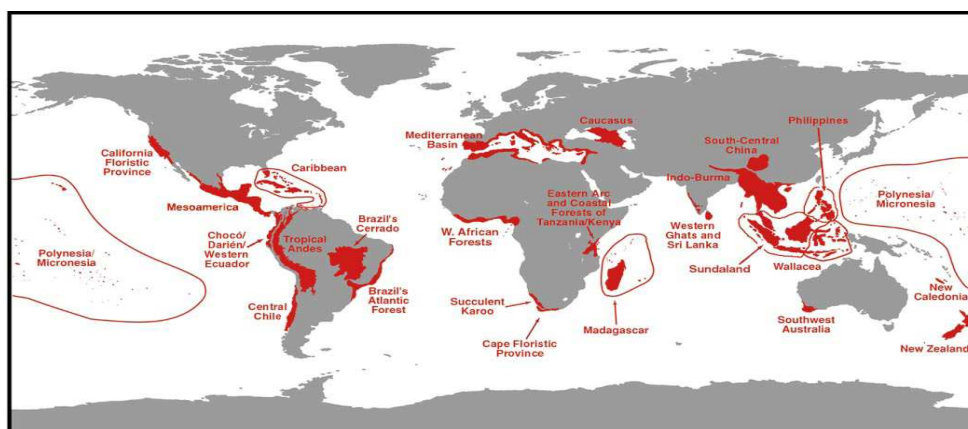 California
Floristic
Province
Caribbean
Mesoamerica
Chocó/
Darién/
Western
Ecuador
Tropical
Andes
Brazil's
Cerrado
Polynesia/
Micronesia
Central
Chile
Brazil's
Atlantic
Forest
Mediterranean
Basin
Caucasus
Eastern Arc
and Coastal
Forests of
Tanzania/Kenya
W. African
Forests
Succulent
Karoo
Cape Floristic
Province
Madagascar
Philippines
South-Central
China
Indo-Burma
Western
Ghats and
Sri Lanka
Sundaland
Wallacea
Polynesia/
Micronesia
New
Caledonia
Southwest
Australia
New Zealand